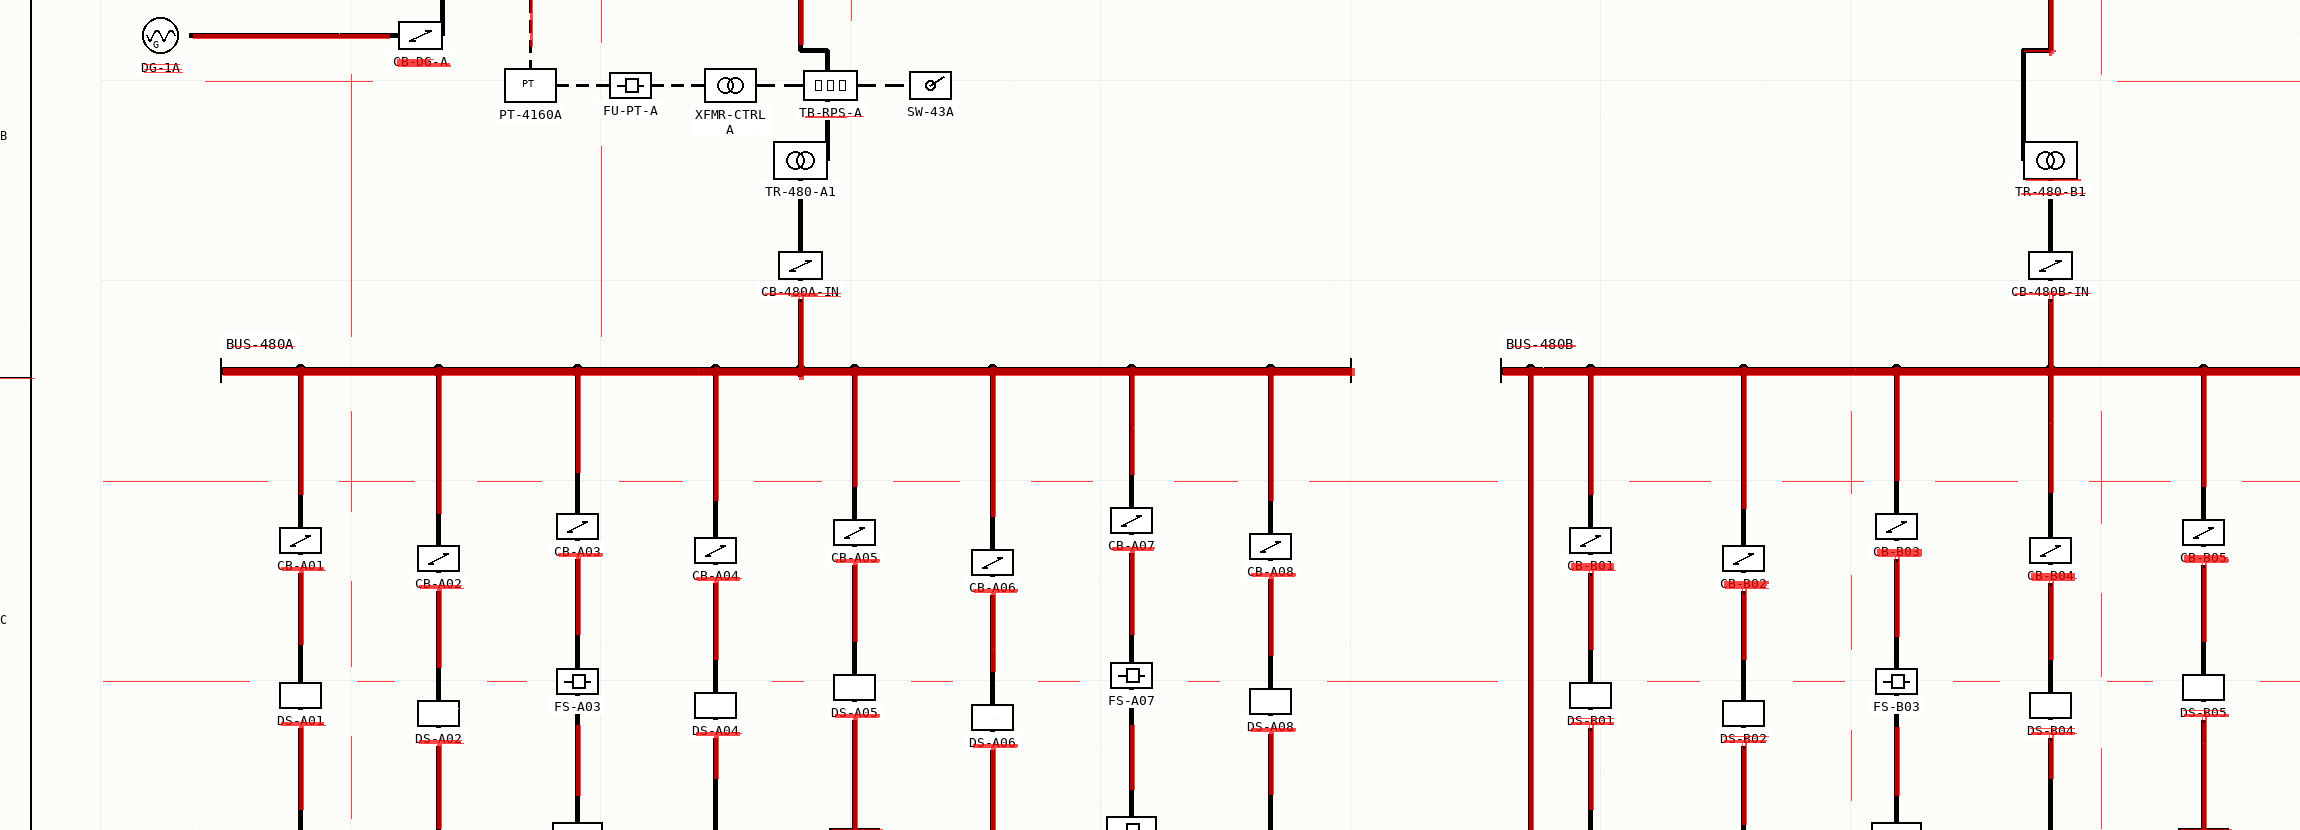 G
DG-1A
CB-DG-A
PT
PT-4160A
FU-PT-A
XFMR-CTRL
A
TB-RPS-A
SW-43A
B
TR-480-A1
TR-480-B1
CB-480A-IN
CB-480B-IN
BUS-480A
BUS-480B
CB-A01
CB-A02
CB-A03
CB-A04
CB-A05
CB-A06
CB-A07
CB-A08
CB-B01
CB-B02
CB-B03
CB-B04
CB-B05
C
DS-A01
DS-A02
FS-A03
DS-A04
DS-A05
DS-A06
FS-A07
DS-A08
DS-B01
DS-B02
FS-B03
DS-B04
DS-B05